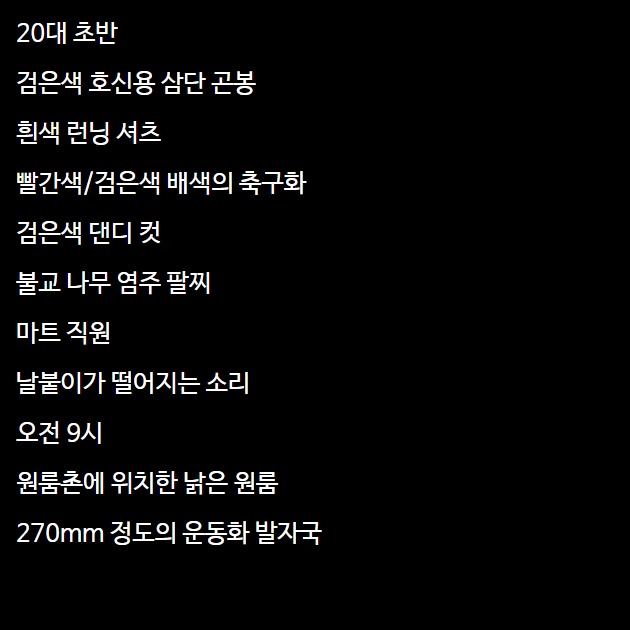 20대 초반
검은색 호신용 삼단 곤봉
흰색 런닝 셔츠
빨간색/검은색 배색의 축구화
검은색 댄디 컷
불교 나무 염주 팔찌
마트 직원
날붙이가 떨어지는 소리
오전 9시
원룸촌에 위치한 낡은 원룸
270mm 정도의 운동화 발자국